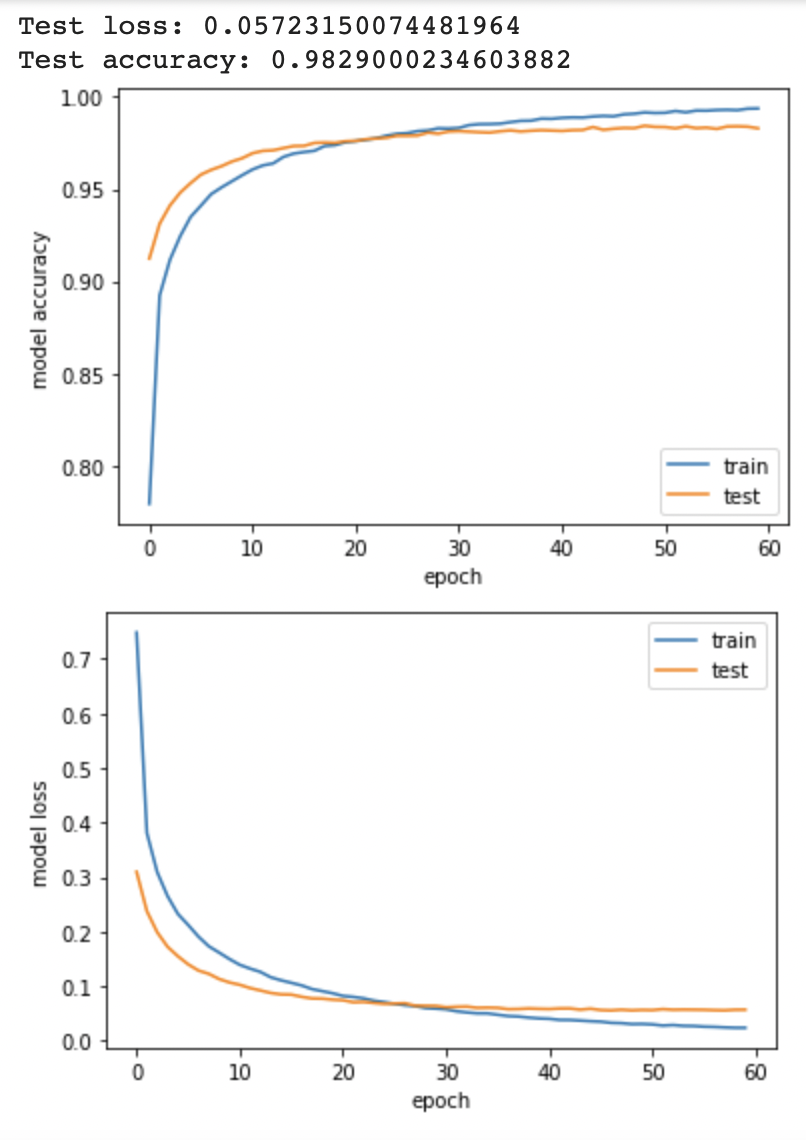 Test loss: 0.05723150074481964
Test accuracy: 0.9829000234603882
1.00
0.95
0.90
0.85
0.80
model accuracy
train
test
0 10 20 30 40 50 60
epoch
0.7
0.6
0.5
0.4
0.3
0.2
0.1
0.0
model loss
train
test
0 10 20 30 40 50 60
epoch